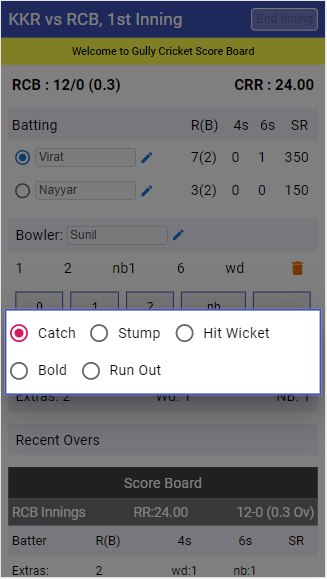 KKR vs RCB, 1st Inning End Inning
Welcome to Gully Cricket Score Board
RCB : 12/0 (0.3) CRR : 24.00
Batting R(B) 4s 6s SR
Virat 7(2) 0 1 350
Nayyar 3(2) 0 0 150
Bowler: Sunil
1 2 nb1 6 wd
0 1 2 nb
Catch Stump Hit Wicket
Bold Run Out
Extras: 2 Wd: 1 NB: 1
Recent Overs
Score Board
RCB Innings RR:24.00 12-0 (0.3 Ov)
Batter R(B) 4s 6s SR
Extras: 2 wd:1 nb:1